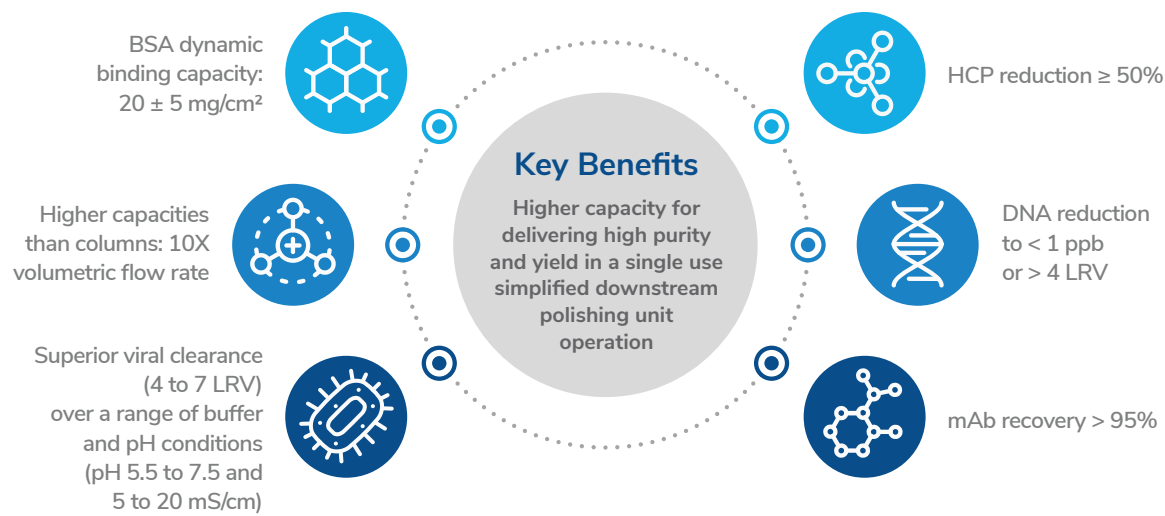 BSA dynamic
binding capacity:
20 ± 5 mg/cm²
Higher capacities
than columns: 10X
volumetric flow rate
Superior viral clearance
(4 to 7 LRV)
over a range of buffer
and pH conditions
(pH 5.5 to 7.5 and
5 to 20 mS/cm)
Key Benefits
Higher capacity for
delivering high purity
and yield in a single use
simplified downstream
polishing unit
operation
HCP reduction ≥ 50%
DNA reduction
to < 1 ppb
or > 4 LRV
mAb recovery > 95%